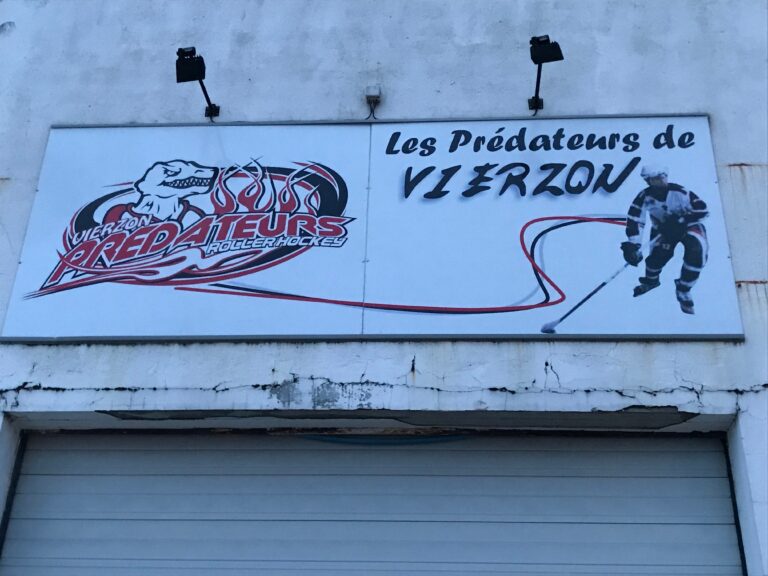 VIERZON
PREDATEURS
ROLLER HOCKEY
Les Prédateurs de
VIERZON